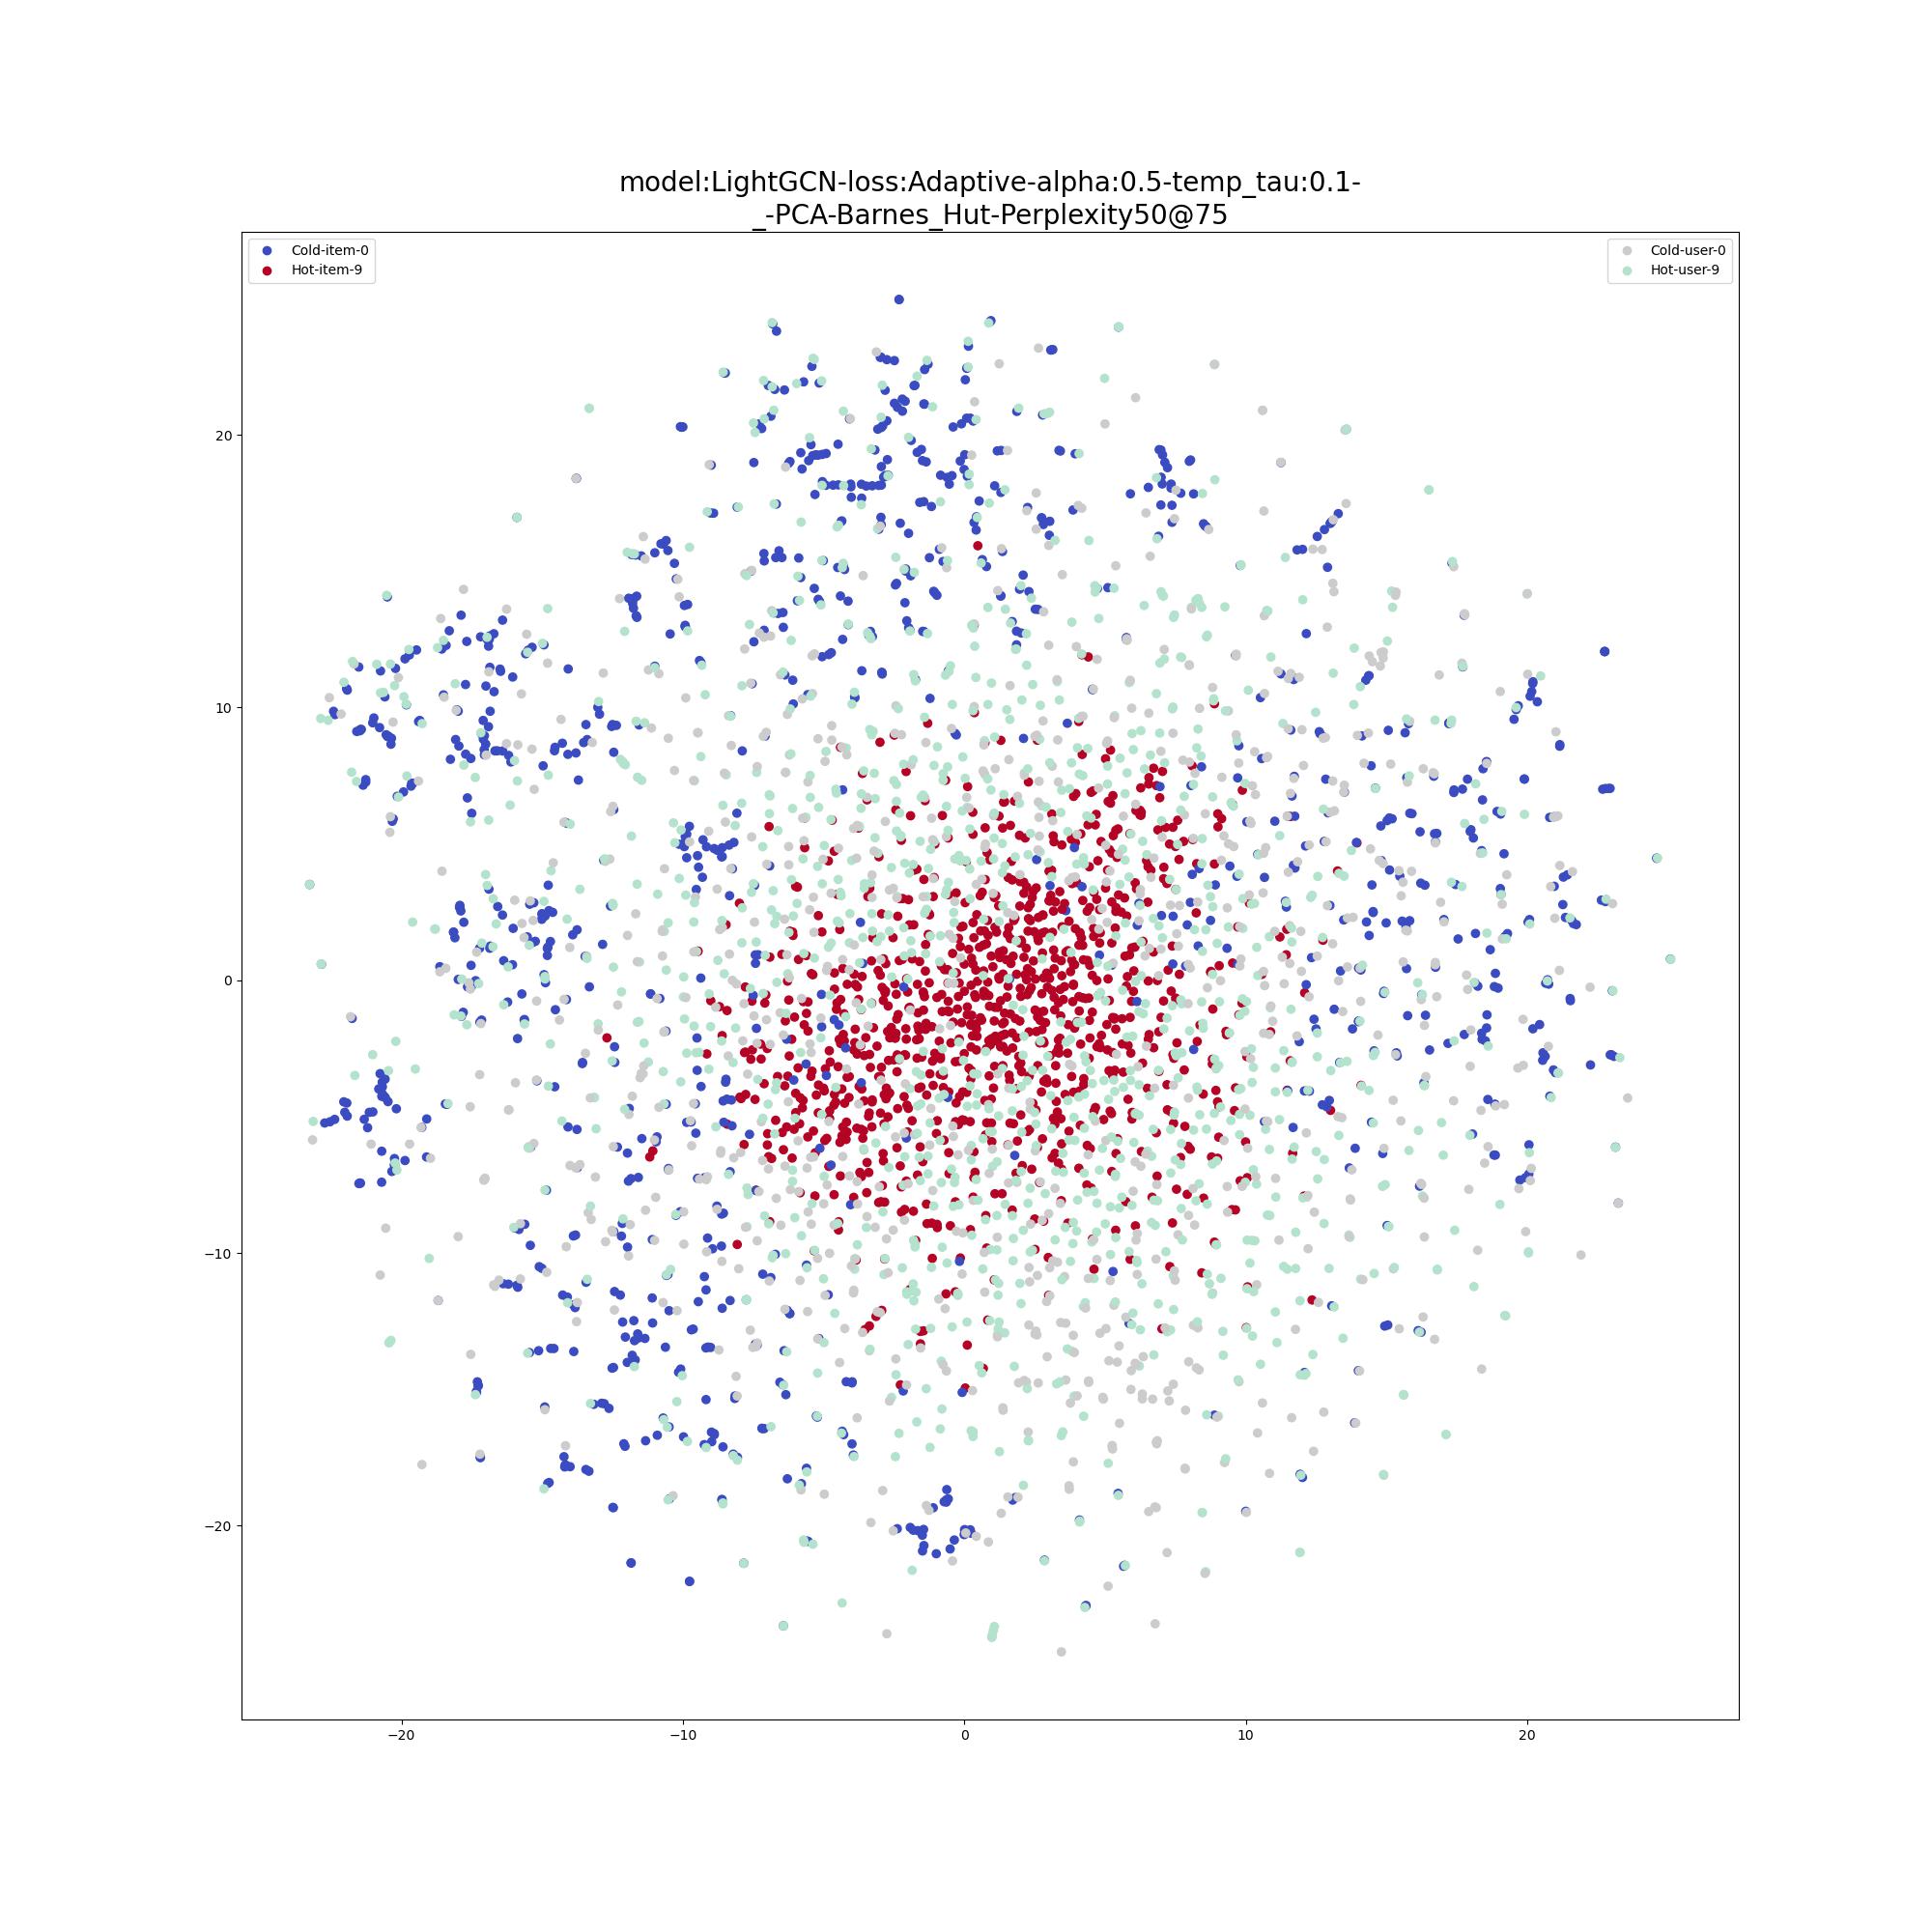 model:LightGCN-loss:Adaptive-alpha:0.5-temp_tau:0.1-
_-PCA-Barnes_Hut-Perplexity50@75
Cold-item-0
Hot-item-9
Cold-user-0
Hot-user-9
20
10
0
−10
−20
−20
−10
0
10
20